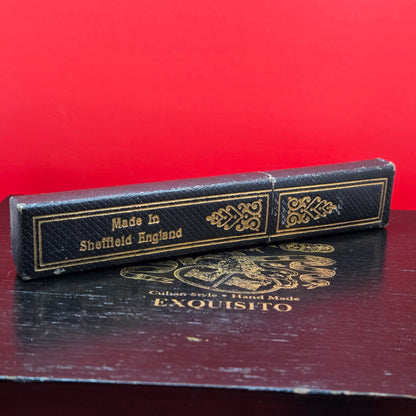 Made In
Sheffield England
Cuban Style • Hand Made
EXQUISITO